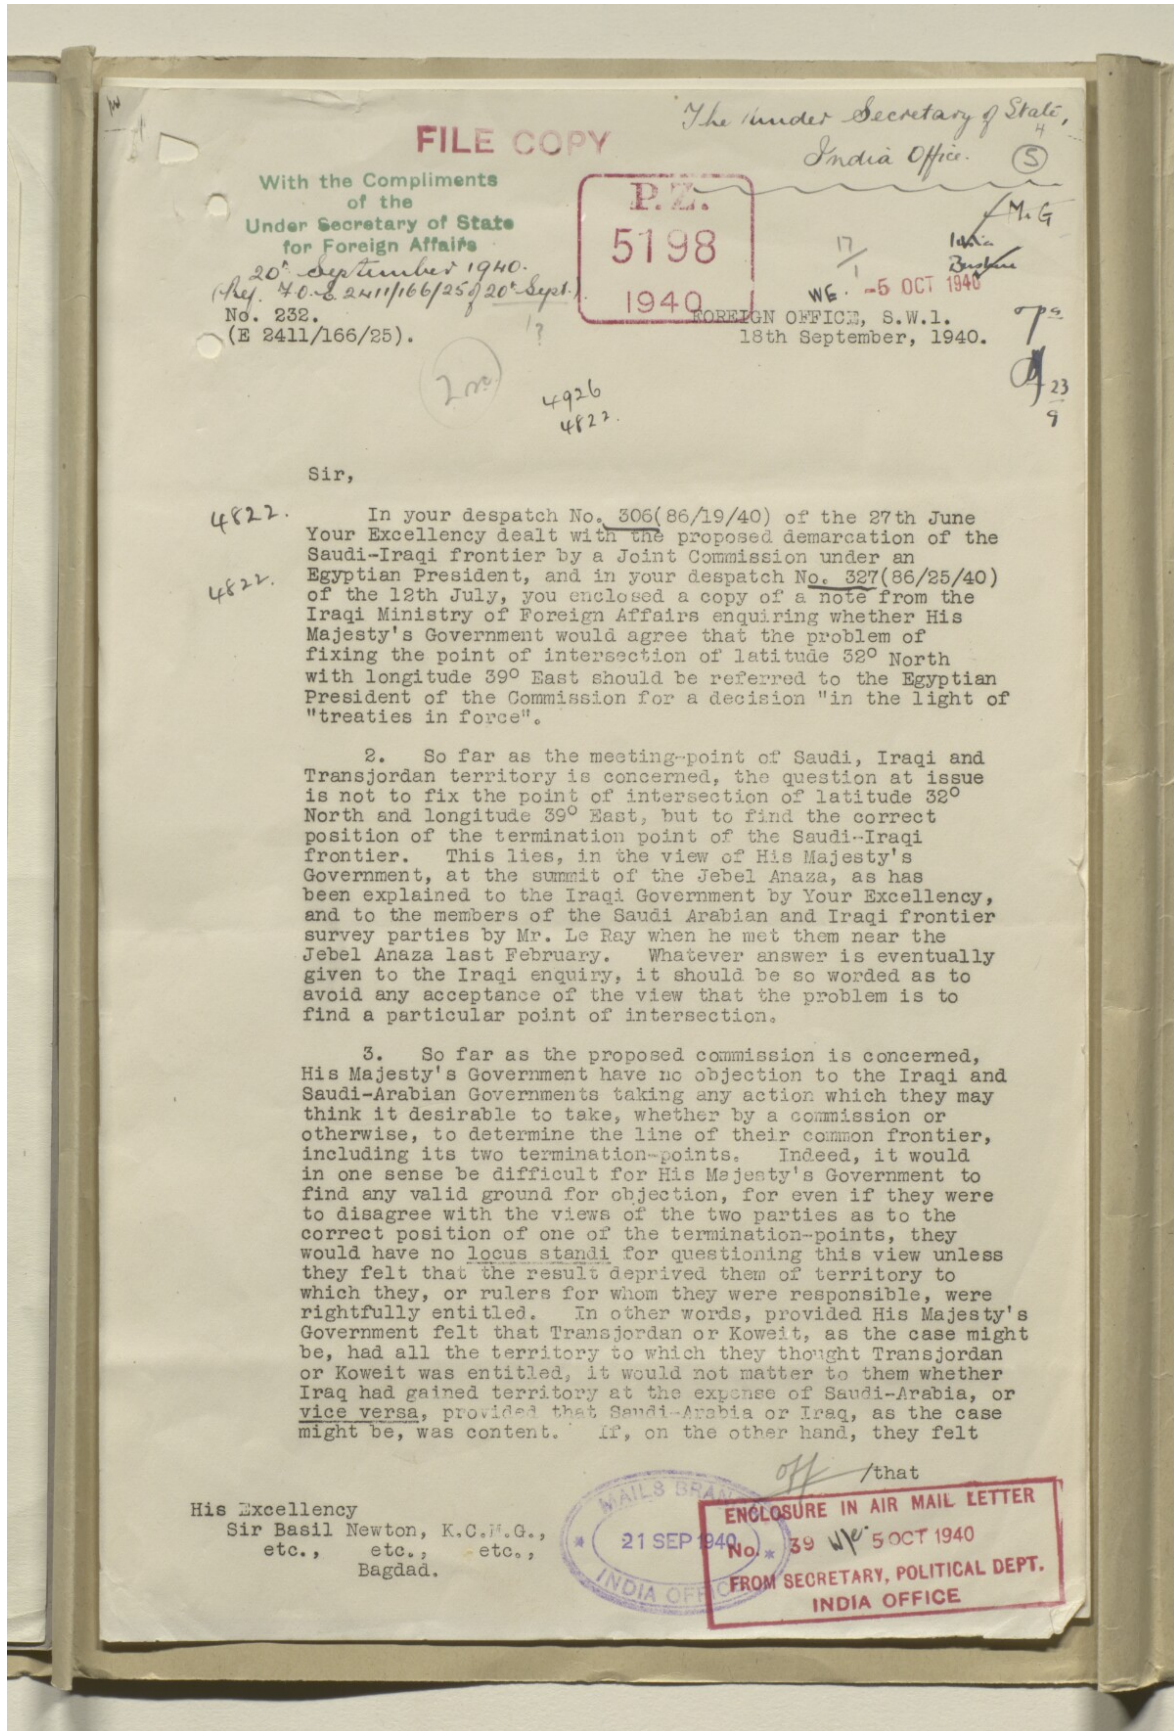 The Under Secretary of State,
India Office.
4
5
FILE COPY
With the Compliments
of the
Under Secretary of State
for Foreign Affairs
20th September 1940.
(Ref. F.O. E 2411/166/25 of 20th Sept.)
P.Z.
5198
1940
17
1
Mr G
India
WE. -5 OCT 1940
No. 232.
(E 2411/166/25).
FOREIGN OFFICE, S.W.1.
18th September, 1940.
23
9
4926
4822.
Sir,
4822.
In your despatch No. 306(86/19/40) of the 27th June
Your Excellency dealt with the proposed demarcation of the
Saudi-Iraqi frontier by a Joint Commission under an
4822.
Egyptian President, and in your despatch No. 327(86/25/40)
of the 12th July, you enclosed a copy of a note from the
Iraqi Ministry of Foreign Affairs enquiring whether His
Majesty's Government would agree that the problem of
fixing the point of intersection of latitude 32° North
with longitude 39° East should be referred to the Egyptian
President of the Commission for a decision "in the light of
"treaties in force".
2. So far as the meeting-point of Saudi, Iraqi and
Transjordan territory is concerned, the question at issue
is not to fix the point of intersection of latitude 32°
North and longitude 39° East, but to find the correct
position of the termination point of the Saudi-Iraqi
frontier. This lies, in the view of His Majesty's
Government, at the summit of the Jebel Anaza, as has
been explained to the Iraqi Government by Your Excellency,
and to the members of the Saudi Arabian and Iraqi frontier
survey parties by Mr. Le Ray when he met them near the
Jebel Anaza last February. Whatever answer is eventually
given to the Iraqi enquiry, it should be so worded as to
avoid any acceptance of the view that the problem is to
find a particular point of intersection.
3. So far as the proposed commission is concerned,
His Majesty's Government have no objection to the Iraqi and
Saudi-Arabian Governments taking any action which they may
think it desirable to take, whether by a commission or
otherwise, to determine the line of their common frontier,
including its two termination-points. Indeed, it would
in one sense be difficult for His Majesty's Government to
find any valid ground for objection, for even if they were
to disagree with the views of the two parties as to the
correct position of one of the termination-points, they
would have no locus standi for questioning this view unless
they felt that the result deprived them of territory to
which they, or rulers for whom they were responsible, were
rightfully entitled. In other words, provided His Majesty's
Government felt that Transjordan or Koweit, as the case might
be, had all the territory to which they thought Transjordan
or Koweit was entitled, it would not matter to them whether
Iraq had gained territory at the expense of Saudi-Arabia, or
vice versa, provided that Saudi-Arabia or Iraq, as the case
might be, was content. If, on the other hand, they felt
off /that
His Excellency
Sir Basil Newton, K.C.M.G.,
etc., etc., etc.,
Bagdad.
MAILS BRAN
21 SEP 1940
INDIA OFFIC
ENCLOSURE IN AIR MAIL LETTER
No. 39 5 OCT 1940
FROM SECRETARY, POLITICAL DEPT.
INDIA OFFICE